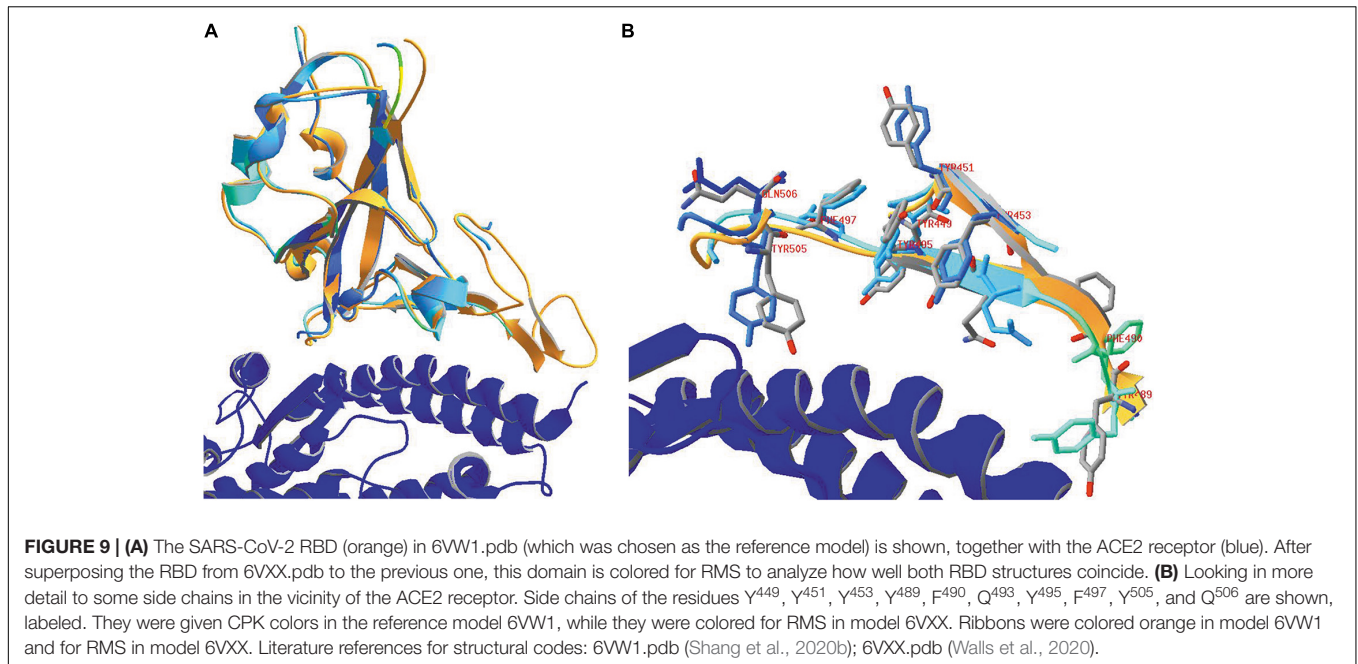 A
B
TYR451
GLN506
PHE497
TYR449
TYR453
TYR495
TYR505
PHE490
TYR489
FIGURE 9 | (A) The SARS-CoV-2 RBD (orange) in 6VW1.pdb (which was chosen as the reference model) is shown, together with the ACE2 receptor (blue). After
superposing the RBD from 6VXX.pdb to the previous one, this domain is colored for RMS to analyze how well both RBD structures coincide. (B) Looking in more
detail to some side chains in the vicinity of the ACE2 receptor. Side chains of the residues Y⁴⁴⁹, Y⁴⁵¹, Y⁴⁵³, Y⁴⁸⁹, F⁴⁹⁰, Q⁴⁹³, Y⁴⁹⁵, F⁴⁹⁷, Y⁵⁰⁵, and Q⁵⁰⁶ are shown,
labeled. They were given CPK colors in the reference model 6VW1, while they were colored for RMS in model 6VXX. Ribbons were colored orange in model 6VW1
and for RMS in model 6VXX. Literature references for structural codes: 6VW1.pdb (Shang et al., 2020b); 6VXX.pdb (Walls et al., 2020).